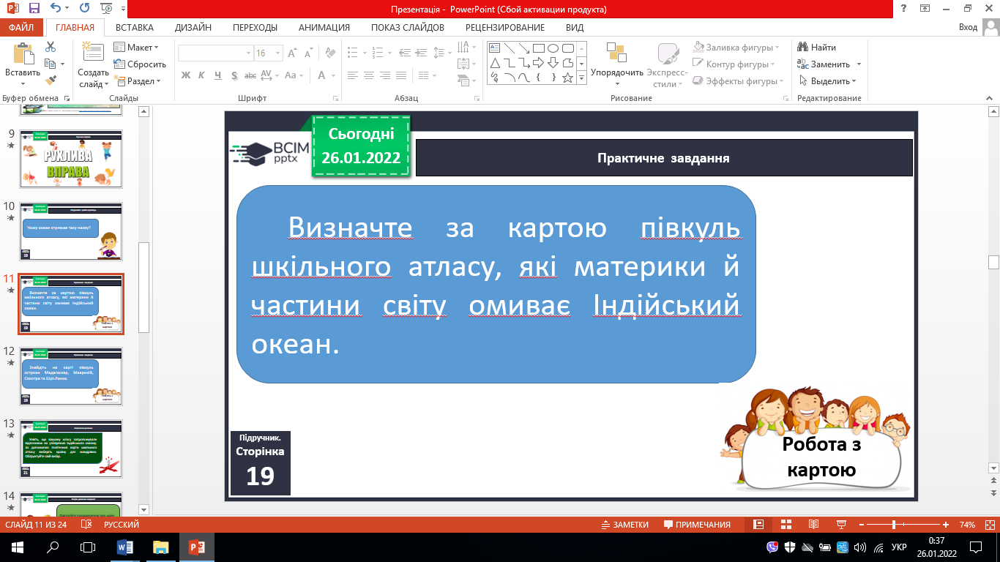 Презентація - PowerPoint (Сбой активации продукта)
ФАЙЛ ГЛАВНАЯ ВСТАВКА ДИЗАЙН ПЕРЕХОДЫ АНИМАЦИЯ ПОКАЗ СЛАЙДОВ РЕЦЕНЗИРОВАНИЕ ВИД Вход
Вставить
Создать слайд
Макет
Сбросить
Раздел
16
Ж К Ч S abc AV Aa A
Упорядочить
Экспресс-стили
Заливка фигуры
Контур фигуры
Эффекты фигуры
Найти
Заменить
Выделить
Буфер обмена Слайды Шрифт Абзац Рисование Редактирование
9
РУХЛИВА
ВПРАВА
10
Чому океан отримав таку назву?
19
11
Визначте за картою півкуль
шкільного атласу, які материки й
частини світу омиває Індійський
океан.
19
Робота з
картою
12
Знайдіть на карті півкуль
острови Мадагаскар, Маврикій,
Сокотра та Шрі-Ланка.
19
Робота з
картою
13
Уявіть, що вашому класу запропонували
відпочинок на узбережжі Індійського океану.
За допомогою політичної карти шкільного
атласу виберіть країну для мандрівки.
Обґрунтуйте свій вибір.
21
14
Сьогодні
26.01.2022
ВСІМ
pptx
Практичне завдання
Визначте за картою півкуль
шкільного атласу, які материки й
частини світу омиває Індійський
океан.
Підручник.
Сторінка
19
Робота з
картою
СЛАЙД 11 ИЗ 24 РУССКИЙ ЗАМЕТКИ ПРИМЕЧАНИЯ 74%
УКР
0:37
26.01.2022